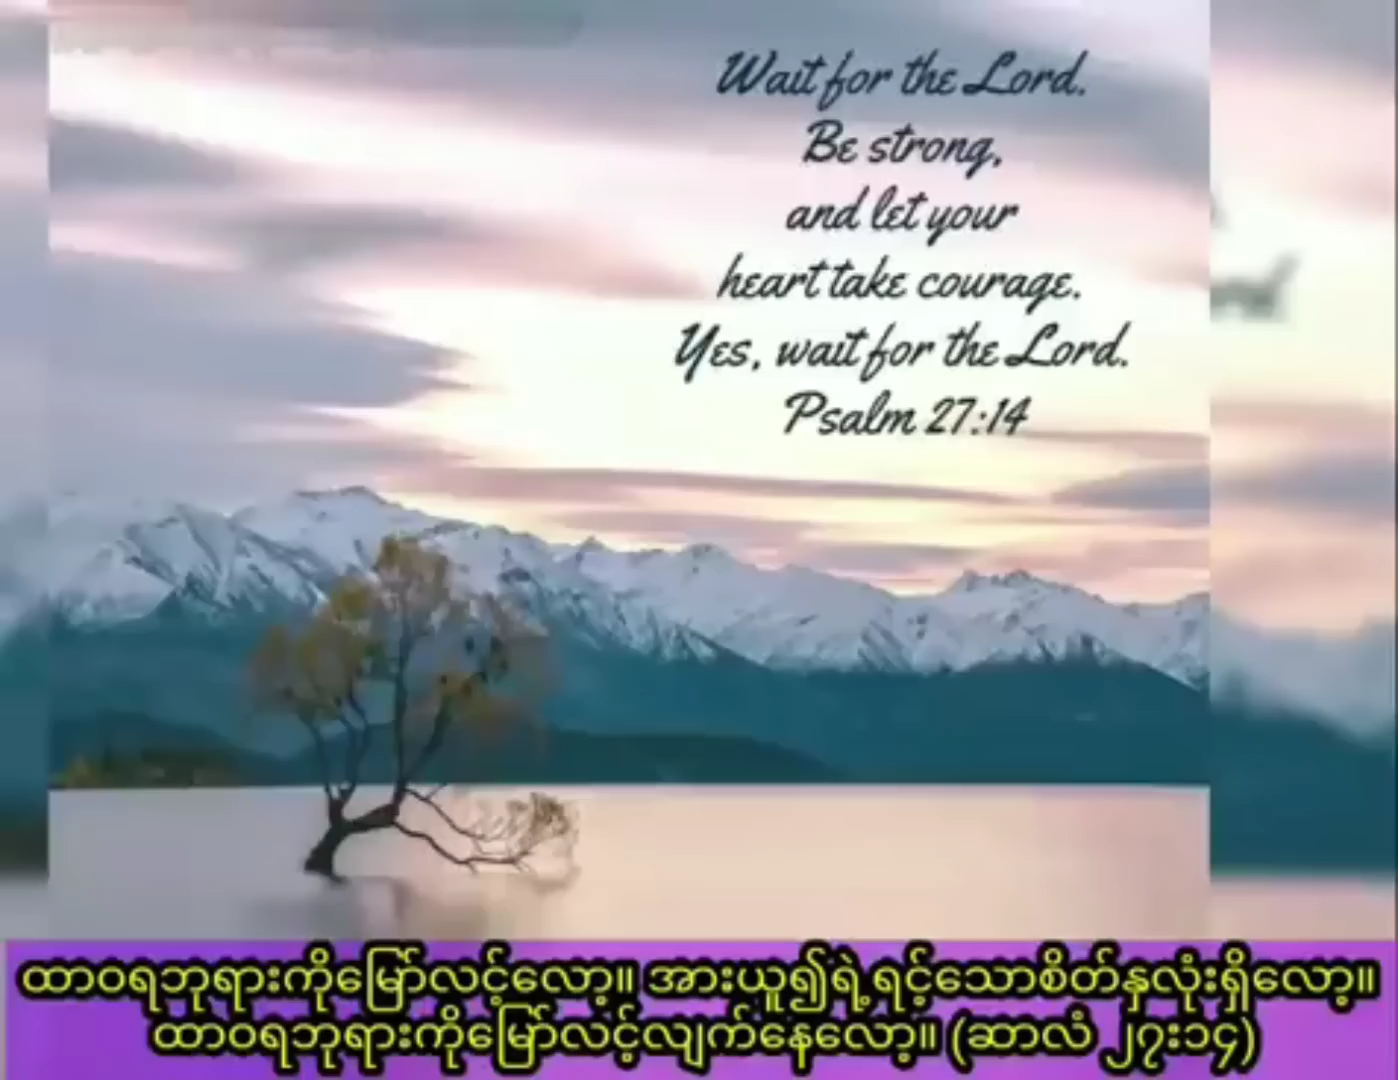 Wait for the Lord.
Be strong,
and let your
heart take courage.
Yes, wait for the Lord.
Psalm 27:14
ထာဝရဘုရားကိုမြော်လင့်လော့။ အားယူ၍ရဲ့ရင့်သောစိတ်နှလုံးရှိလော့။
ထာဝရဘုရားကိုမြော်လင့်လျက်နေလော့။ (ဆာလံ ၂၇း၁၄)